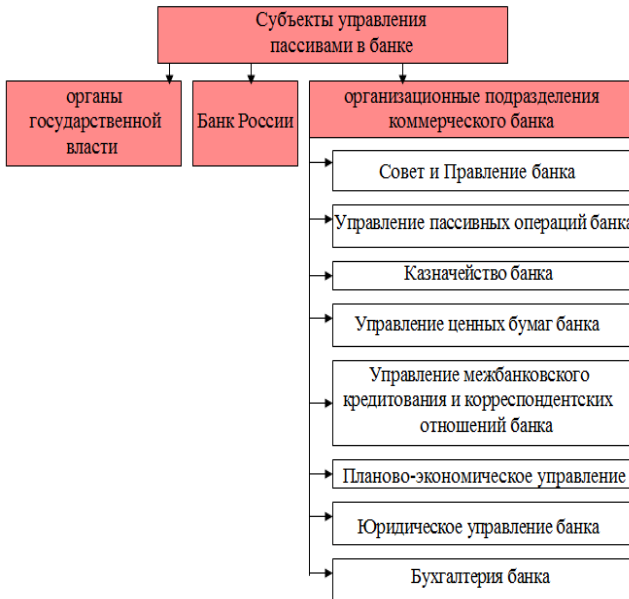 Субъекты управления
пассивами в банке
органы
государственной
власти
Банк России
организационные подразделения
коммерческого банка
Совет и Правление банка
Управление пассивных операций банка
Казначейство банка
Управление ценных бумаг банка
Управление межбанковского
кредитования и корреспондентских
отношений банка
Планово-экономическое управление
Юридическое управление банка
Бухгалтерия банка